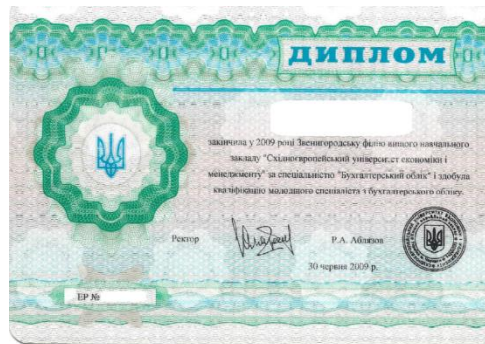 ДИПЛОМ
закінчила у 2009 році Звенигородську філію вищого навчального
закладу "Східноєвропейський університет економіки і
менеджменту" за спеціальністю "Бухгалтерський облік" і здобула
кваліфікацію молодшого спеціаліста з бухгалтерського обліку.
Ректор
Р.А. Аблязов
30 червня 2009 р.
ЕР №